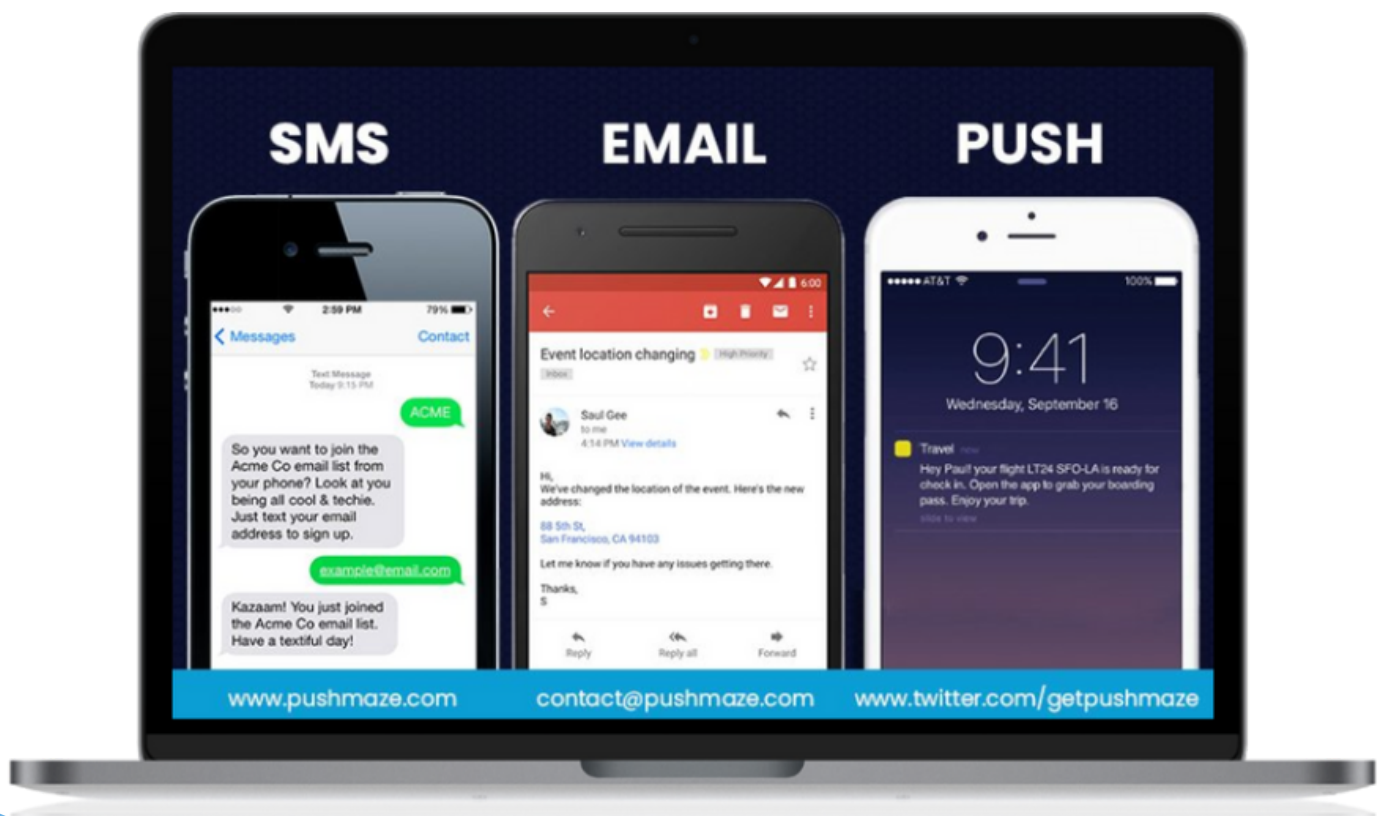 SMS
EMAIL
PUSH
2:59 PM
79%
Messages
Contact
Text Message
Today 9:15 PM
ACME
So you want to join the
Acme Co email list from
your phone? Look at you
being all cool & techie.
Just text your email
address to sign up.
example@email.com
Kazaam! You just joined
the Acme Co email list.
Have a textiful day!
6:00
Event location changing
High Priority
Inbox
Saul Gee
to me
4:14 PM View details
Hi,
We've changed the location of the event. Here's the new
address:
88 5th St,
San Francisco, CA 94103
Let me know if you have any issues getting there.
Thanks,
S
Reply
Reply all
Forward
AT&T
100%
9:41
Wednesday, September 16
Travel now
Hey Paul! your flight LT24 SFO-LA is ready for
check in. Open the app to grab your boarding
pass. Enjoy your trip.
slide to view
www.pushmaze.com
contact@pushmaze.com
www.twitter.com/getpushmaze